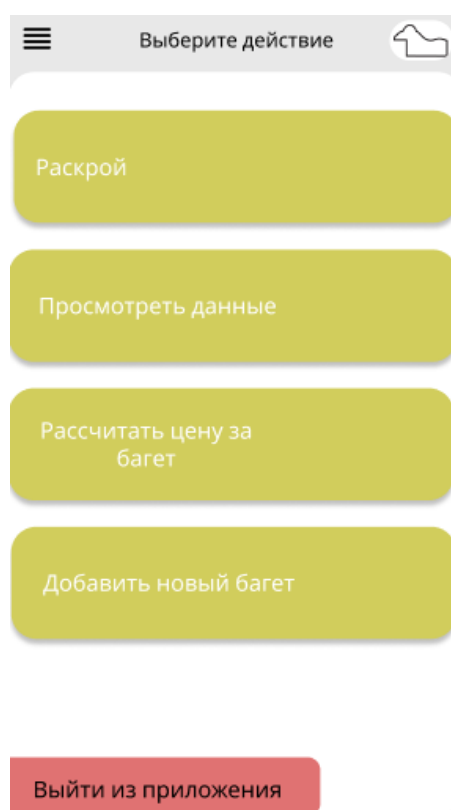 Выберите действие
Раскрой
Просмотреть данные
Рассчитать цену за
багет
Добавить новый багет
Выйти из приложения